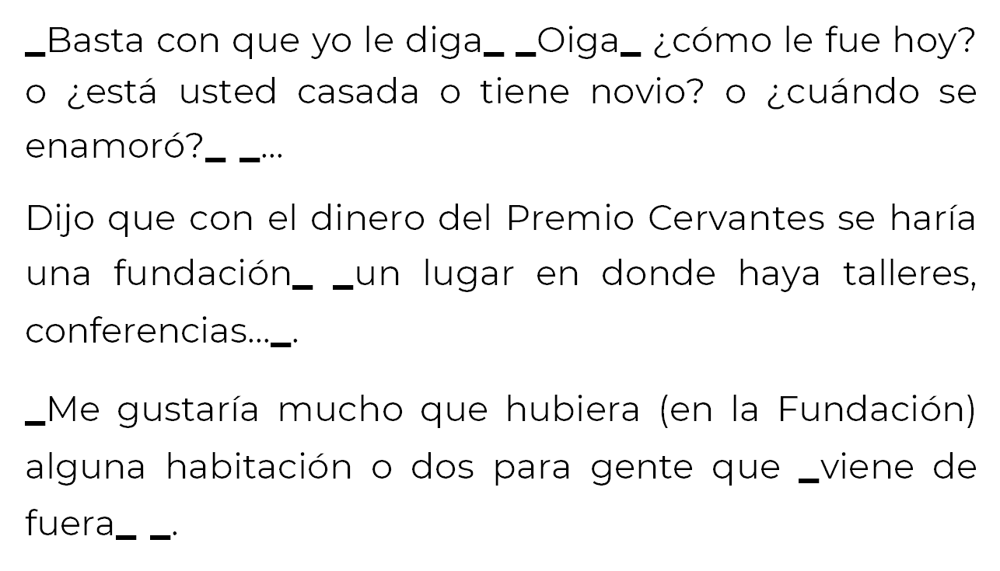 _Basta con que yo le diga_ _Oiga_ ¿cómo le fue hoy?
o ¿está usted casada o tiene novio? o ¿cuándo se
enamoró?_ _...
Dijo que con el dinero del Premio Cervantes se haría
una fundación_ _un lugar en donde haya talleres,
conferencias..._.
_Me gustaría mucho que hubiera (en la Fundación)
alguna habitación o dos para gente que _viene de
fuera_ _.